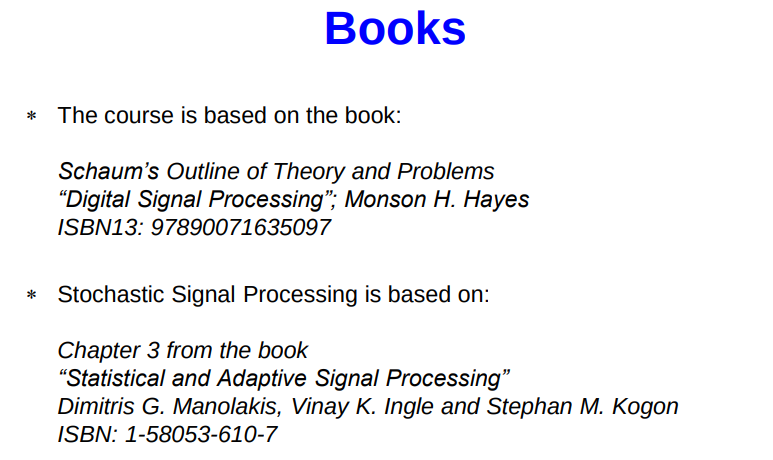 Books
* The course is based on the book:
Schaum’s Outline of Theory and Problems
“Digital Signal Processing”; Monson H. Hayes
ISBN13: 97890071635097
* Stochastic Signal Processing is based on:
Chapter 3 from the book
“Statistical and Adaptive Signal Processing”
Dimitris G. Manolakis, Vinay K. Ingle and Stephan M. Kogon
ISBN: 1-58053-610-7